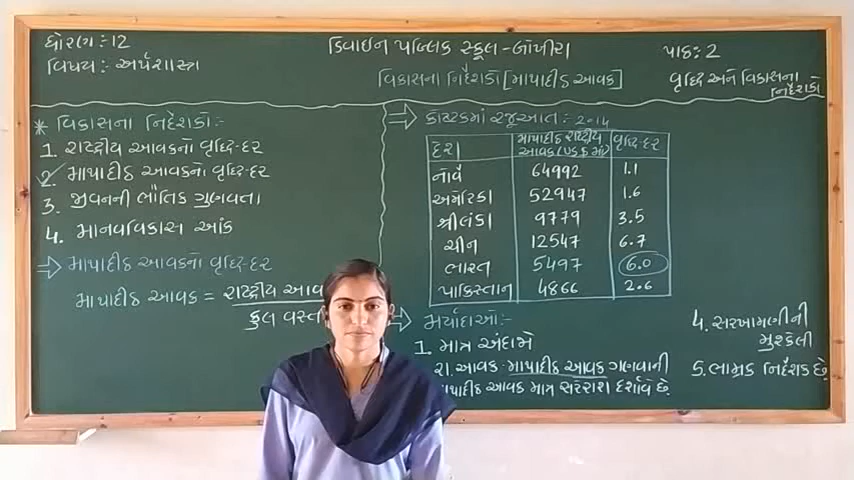 ધોરણ :- 12
વિષય :- અર્થશાસ્ત્ર
ડિવાઇન પબ્લિક સ્કૂલ - બાંખીયા
વિકાસના નિર્દેશકો [માથાદીઠ આવક]
પાઠ : 2
વૃદ્ધિ અને વિકાસના
નિર્દેશકો
* વિકાસના નિર્દેશકો :-
1. રાષ્ટ્રીય આવકનો વૃદ્ધિ-દર
2. માથાદીઠ આવકનો વૃદ્ધિ-દર
3. જીવનની ભૌતિક ગુણવત્તા
4. માનવવિકાસ આંક
⇒ માથાદીઠ આવકનો વૃદ્ધિ-દર
માથાદીઠ આવક = રાષ્ટ્રીય આવ
કુલ વસ્તી
⇒ કોષ્ટકમાં રજૂઆત :- 2014
દેશ માથાદીઠ રાષ્ટ્રીય આવક (US $ માં) વૃદ્ધિ-દર
નોર્વે 64992 1.1
અમેરિકા 52947 1.6
શ્રીલંકા 9779 3.5
ચીન 12547 6.7
ભારત 5497 6.0
પાકિસ્તાન 4866 2.6
⇒ મર્યાદાઓ :-
1. માત્ર અંદાજો
રા. આવક માથાદીઠ આવક ગણવાની
માથાદીઠ આવક માત્ર સરેરાશ દર્શાવે છે.
4. સરખામણીની
મુશ્કેલી
5. ભ્રામક નિર્દેશક છે.